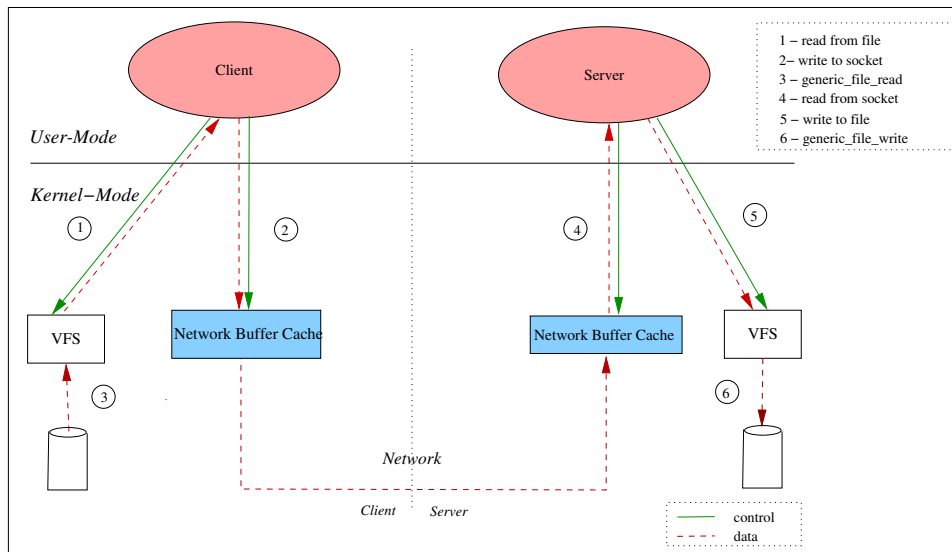 Client
Server
1 – read from file
2– write to socket
3 – generic_file_read
4 – read from socket
5 – write to file
6 – generic_file_write
User-Mode
Kernel–Mode
1
2
4
5
VFS
Network Buffer Cache
Network Buffer Cache
VFS
3
6
Network
Client
Server
control
data